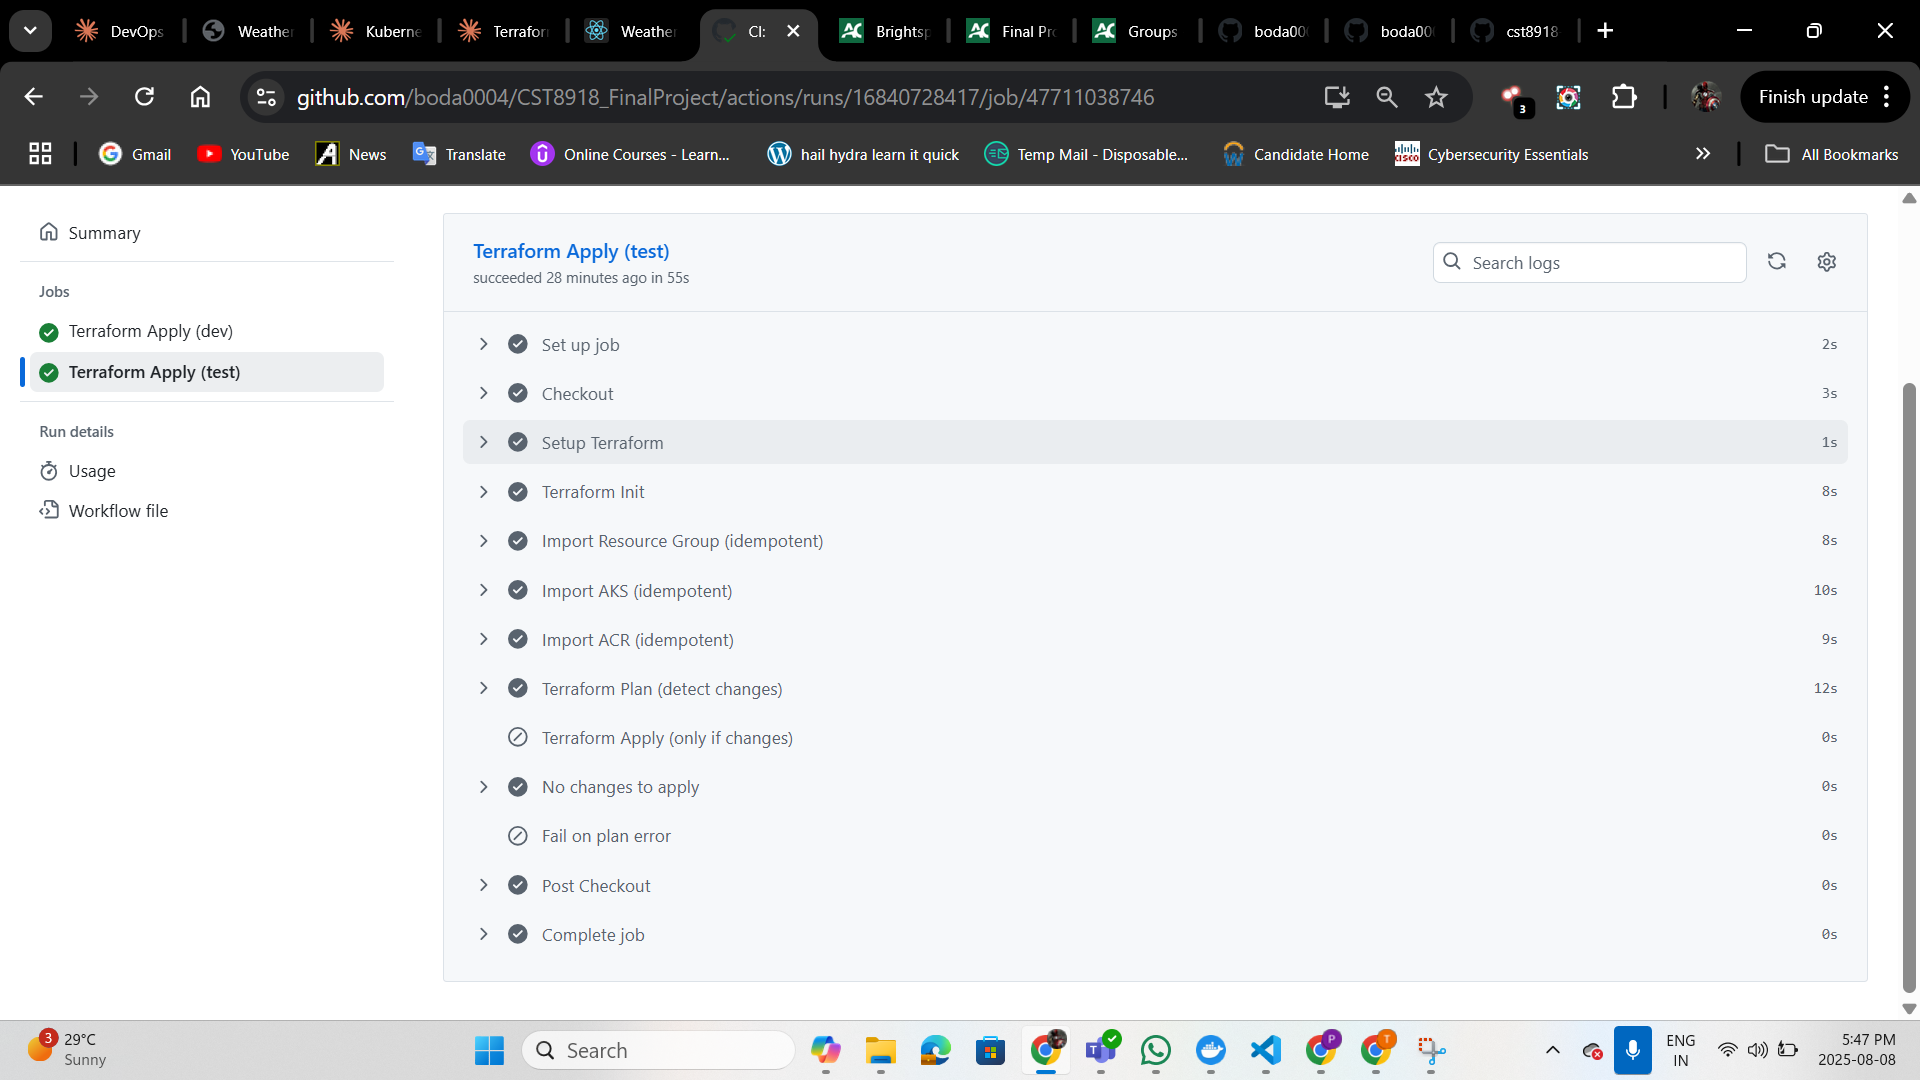 DevOps
Weather
Kuberne
Terraform
Weather
CI:
Brightsp
Final Pro
Groups
boda00
boda00
cst8918
github.com/boda0004/CST8918_FinalProject/actions/runs/16840728417/job/47711038746
3
Finish update
Gmail
YouTube
News
Translate
Online Courses - Learn...
hail hydra learn it quick
Temp Mail - Disposable...
Candidate Home
Cybersecurity Essentials
All Bookmarks
Summary
Jobs
Terraform Apply (dev)
Terraform Apply (test)
Run details
Usage
Workflow file
Terraform Apply (test)
succeeded 28 minutes ago in 55s
Search logs
Set up job 2s
Checkout 3s
Setup Terraform 1s
Terraform Init 8s
Import Resource Group (idempotent) 8s
Import AKS (idempotent) 10s
Import ACR (idempotent) 9s
Terraform Plan (detect changes) 12s
Terraform Apply (only if changes) 0s
No changes to apply 0s
Fail on plan error 0s
Post Checkout 0s
Complete job 0s
3
29°C
Sunny
Search
ENG
IN
5:47 PM
2025-08-08